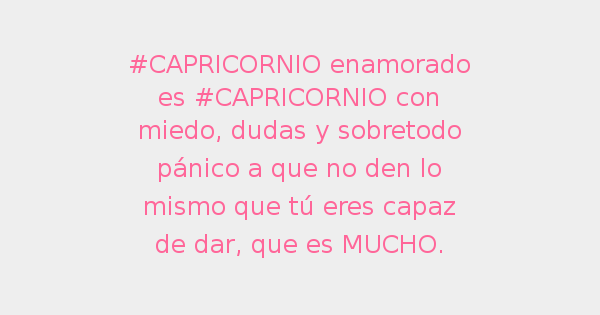 #CAPRICORNIO enamorado
es #CAPRICORNIO con
miedo, dudas y sobretodo
pánico a que no den lo
mismo que tú eres capaz
de dar, que es MUCHO.